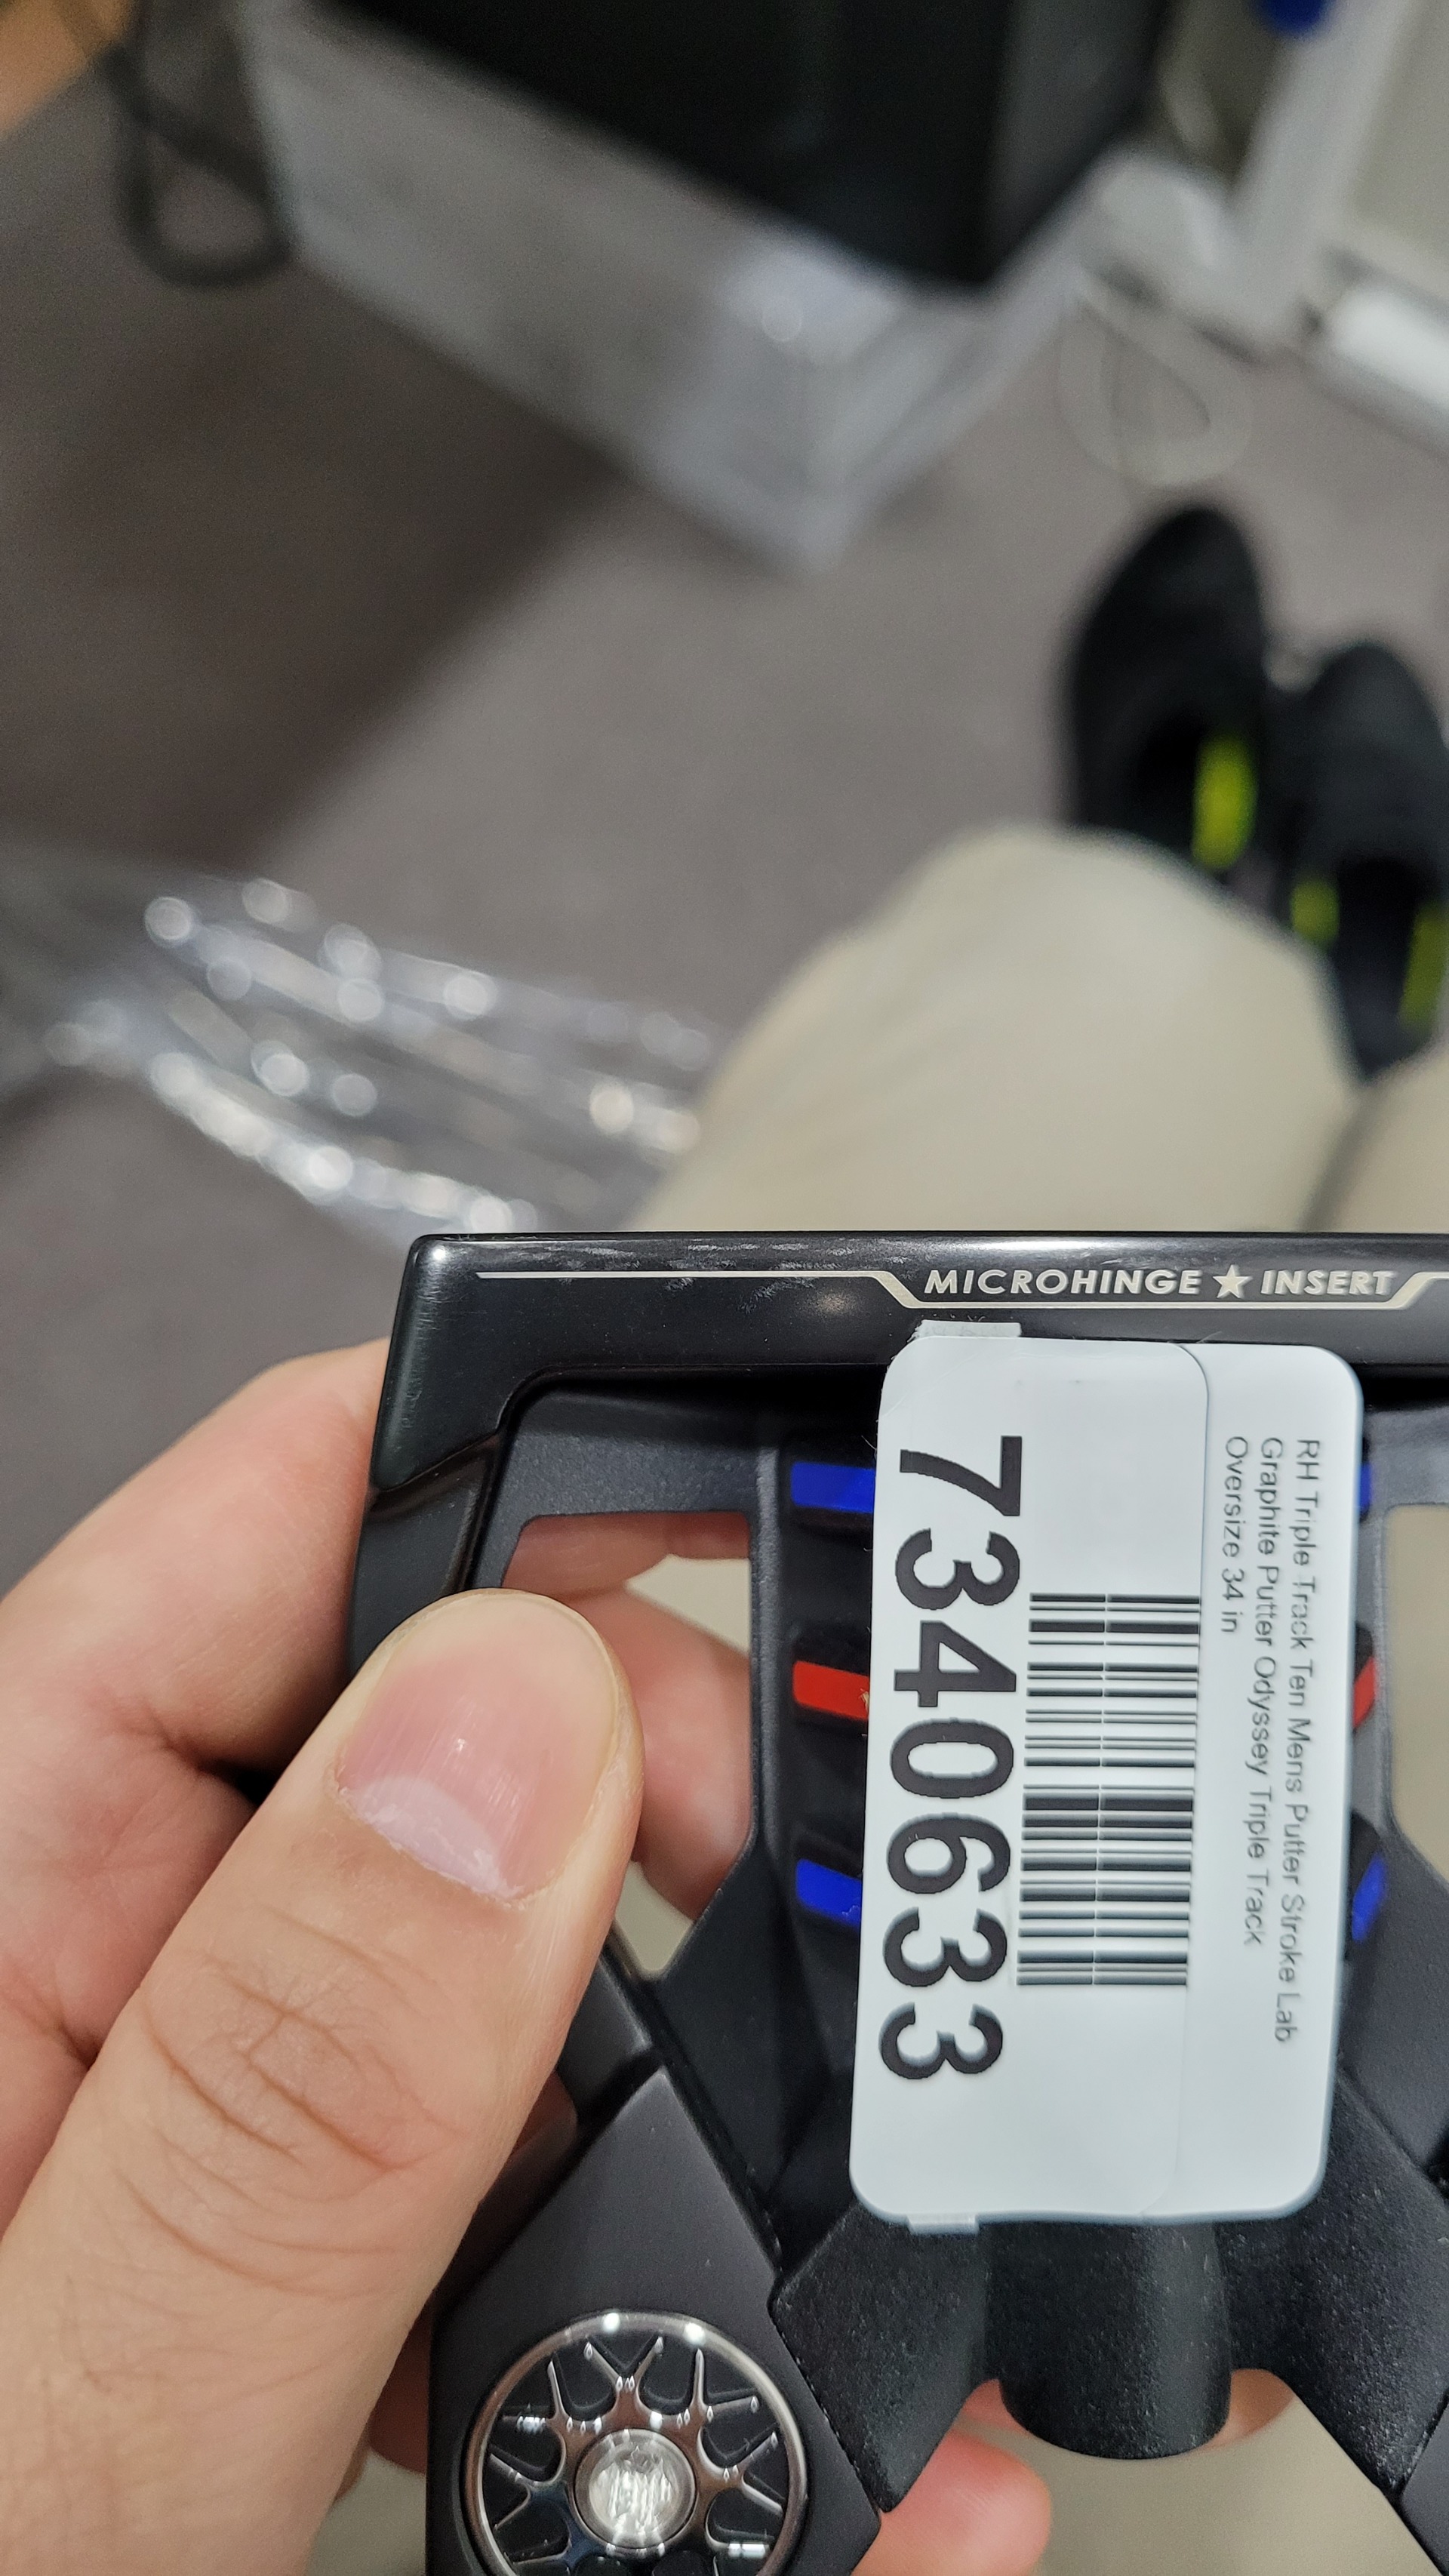 MICROHINGE ★ INSERT
RH Triple Track Ten Mens Putter Stroke Lab
Graphite Putter Odyssey Triple Track
Oversize 34 in
7340633